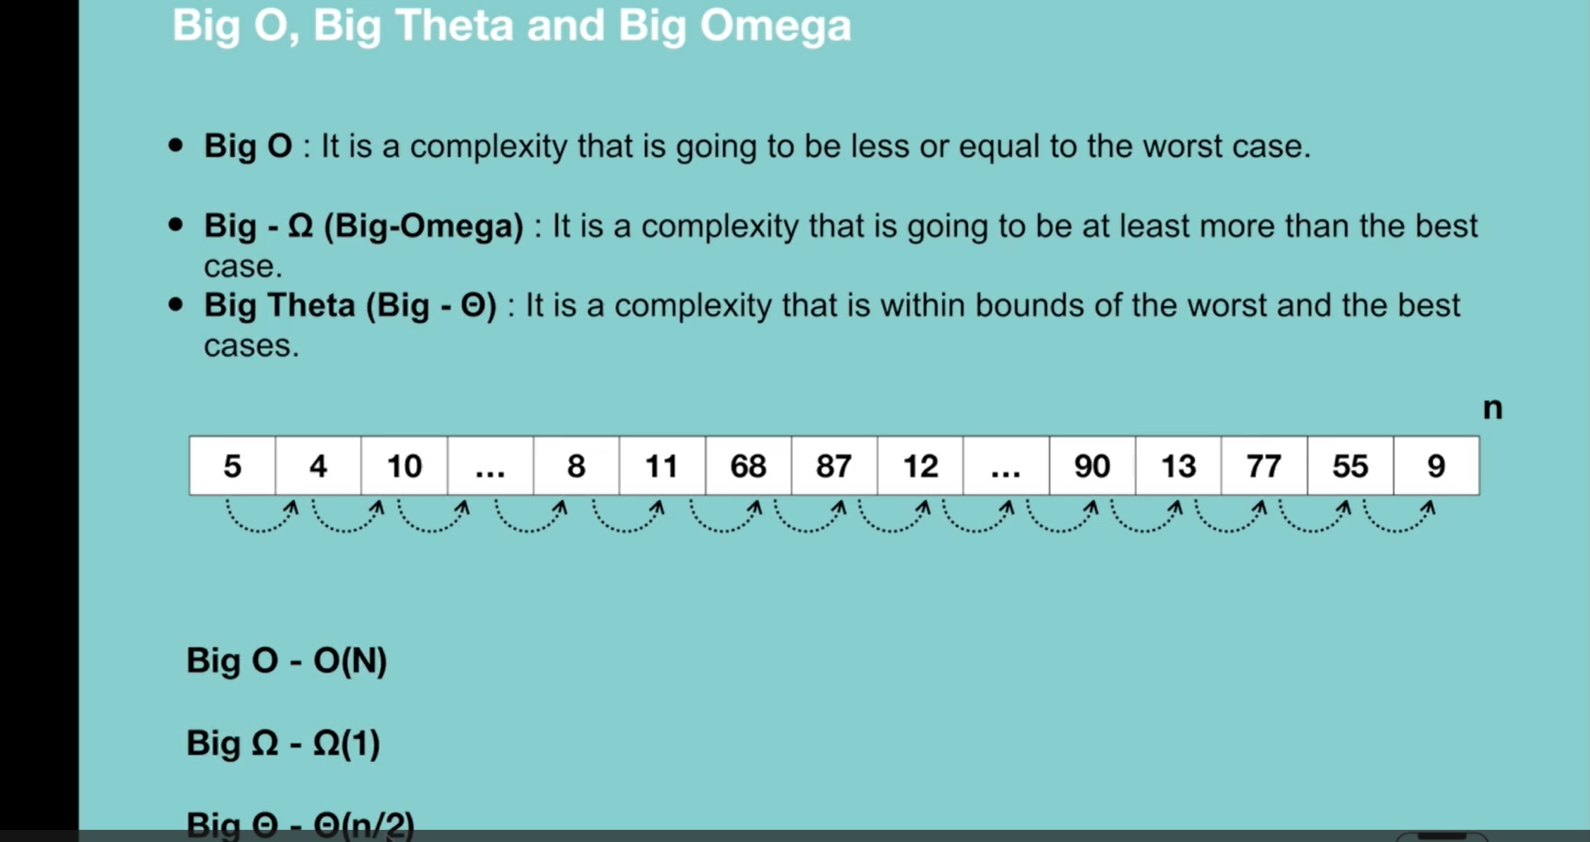 Big O, Big Theta and Big Omega
• Big O : It is a complexity that is going to be less or equal to the worst case.
• Big - Ω (Big-Omega) : It is a complexity that is going to be at least more than the best
case.
• Big Theta (Big - Θ) : It is a complexity that is within bounds of the worst and the best
cases.
n
5 4 10 ... 8 11 68 87 12 ... 90 13 77 55 9
Big O - O(N)
Big Ω - Ω(1)
Big Θ - Θ(n/2)